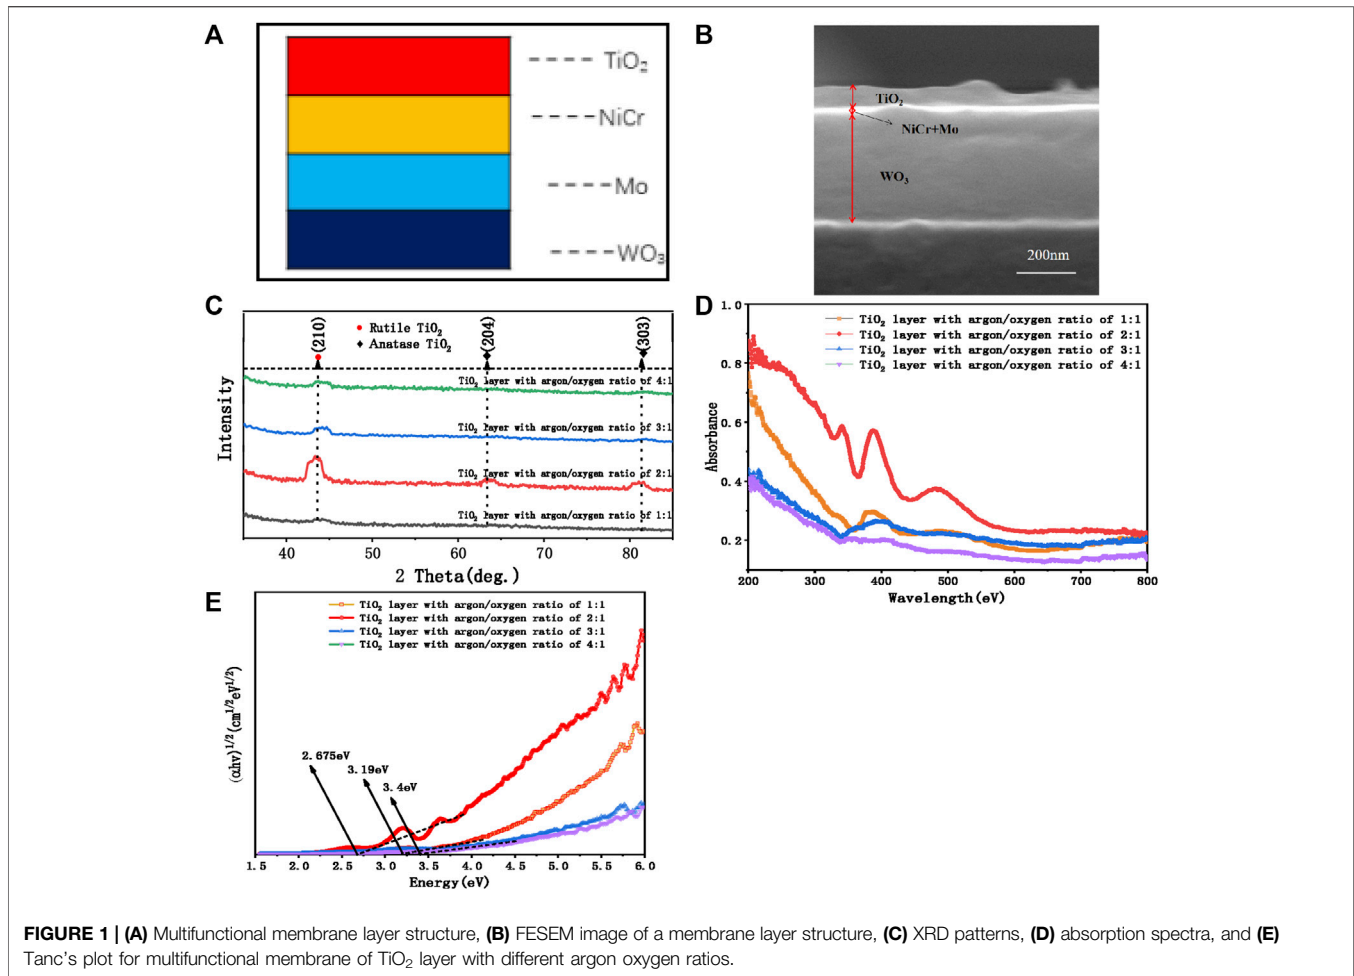 A
TiO₂
NiCr
Mo
WO₃
B
TiO₂
NiCr+Mo
WO₃
200nm
C
Rutile TiO₂
Anatase TiO₂
(210)
(204)
(303)
TiO₂ layer with argon/oxygen ratio of 4:1
TiO₂ layer with argon/oxygen ratio of 3:1
TiO₂ layer with argon/oxygen ratio of 2:1
TiO₂ layer with argon/oxygen ratio of 1:1
Intensity
40 50 60 70 80
2 Theta(deg.)
D
TiO₂ layer with argon/oxygen ratio of 1:1
TiO₂ layer with argon/oxygen ratio of 2:1
TiO₂ layer with argon/oxygen ratio of 3:1
TiO₂ layer with argon/oxygen ratio of 4:1
1.0
0.8
0.6
0.4
0.2
Absorbance
200 300 400 500 600 700 800
Wavelength(eV)
E
TiO₂ layer with argon/oxygen ratio of 1:1
TiO₂ layer with argon/oxygen ratio of 2:1
TiO₂ layer with argon/oxygen ratio of 3:1
TiO₂ layer with argon/oxygen ratio of 4:1
(αhv)^1/2(cm^1/2eV^1/2)
2.675eV
3.19eV
3.4eV
1.5 2.0 2.5 3.0 3.5 4.0 4.5 5.0 5.5 6.0
Energy(eV)
FIGURE 1 | (A) Multifunctional membrane layer structure, (B) FESEM image of a membrane layer structure, (C) XRD patterns, (D) absorption spectra, and (E)
Tanc's plot for multifunctional membrane of TiO₂ layer with different argon oxygen ratios.